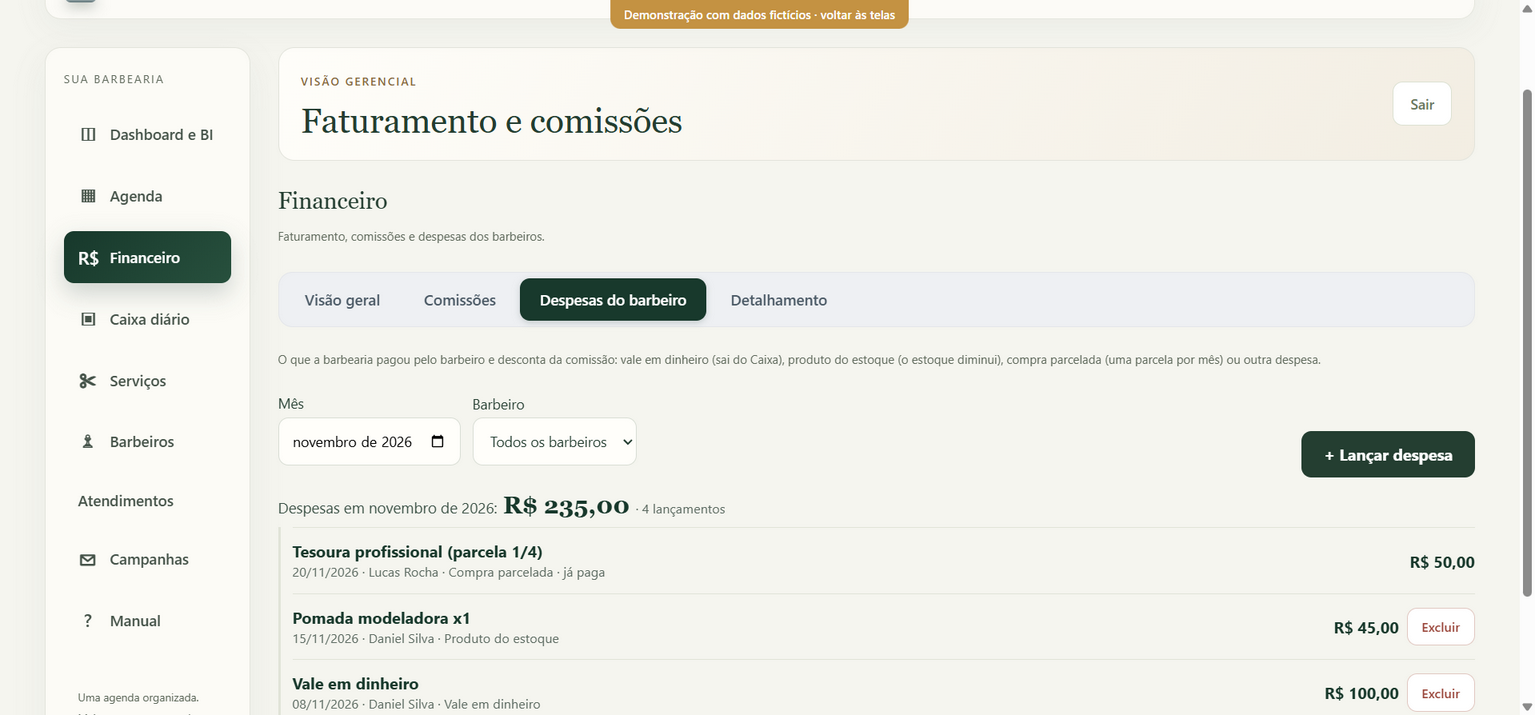 Demonstração com dados fictícios · voltar às telas
SUA BARBEARIA
Dashboard e BI
Agenda
R$ Financeiro
Caixa diário
Serviços
Barbeiros
Atendimentos
Campanhas
? Manual
Uma agenda organizada.
VISÃO GERENCIAL
Faturamento e comissões
Sair
Financeiro
Faturamento, comissões e despesas dos barbeiros.
Visão geral Comissões Despesas do barbeiro Detalhamento
O que a barbearia pagou pelo barbeiro e desconta da comissão: vale em dinheiro (sai do Caixa), produto do estoque (o estoque diminui), compra parcelada (uma parcela por mês) ou outra despesa.
Mês Barbeiro
novembro de 2026 Todos os barbeiros
+ Lançar despesa
Despesas em novembro de 2026: R$ 235,00 · 4 lançamentos
Tesoura profissional (parcela 1/4)
20/11/2026 · Lucas Rocha · Compra parcelada · já paga
R$ 50,00
Pomada modeladora x1
15/11/2026 · Daniel Silva · Produto do estoque
R$ 45,00 Excluir
Vale em dinheiro
08/11/2026 · Daniel Silva · Vale em dinheiro
R$ 100,00 Excluir